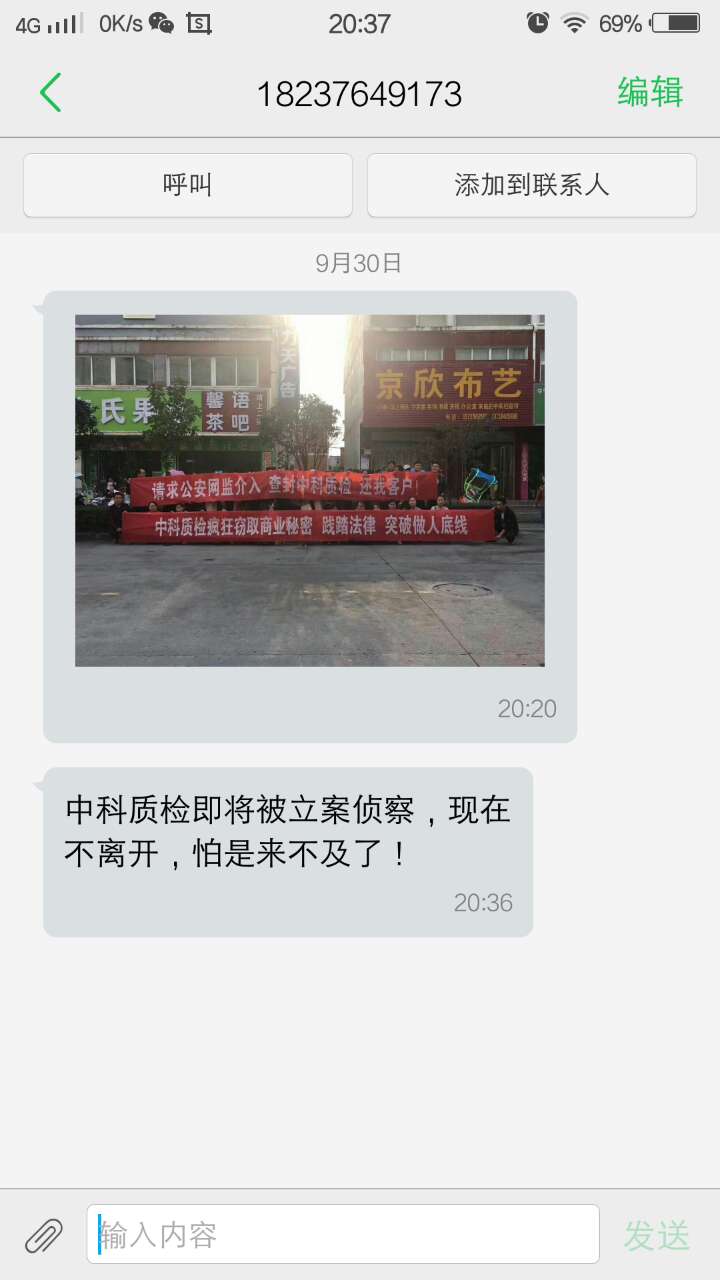 4G 0K/s 20:37 69%
18237649173 编辑
呼叫 添加到联系人
9月30日
万天广告
氏果
馨语
茶吧
京欣布艺
请求公安网监介入 查封中科质检 还我客户!
中科质检疯狂窃取商业秘密 践踏法律 突破做人底线
20:20
中科质检即将被立案侦察，现在
不离开，怕是来不及了！
20:36
输入内容 发送